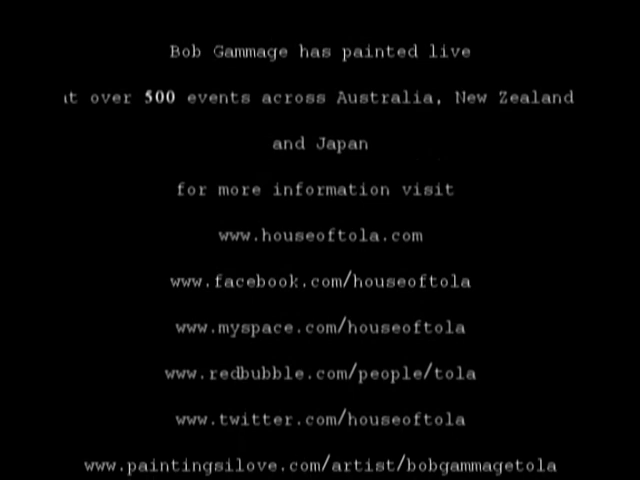 Bob Gammage has painted live
at over 500 events across Australia, New Zealand
and Japan
for more information visit
www.houseoftola.com
www.facebook.com/houseoftola
www.myspace.com/houseoftola
www.redbubble.com/people/tola
www.twitter.com/houseoftola
www.paintingsilove.com/artist/bobgammagetola